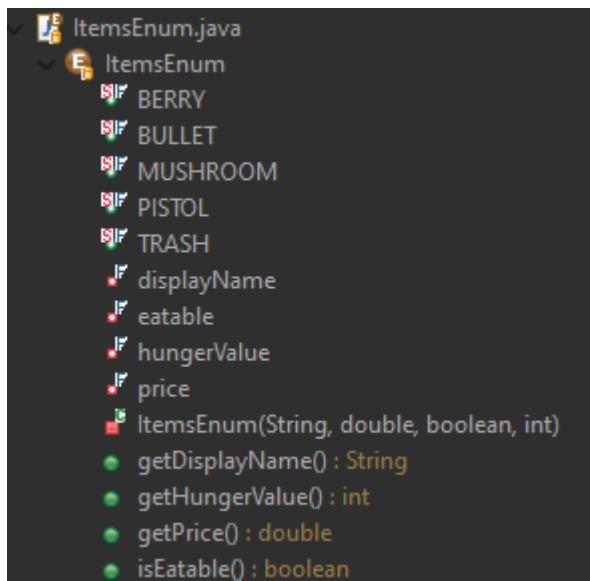 ItemsEnum.java
ItemsEnum
BERRY
BULLET
MUSHROOM
PISTOL
TRASH
displayName
eatable
hungerValue
price
ItemsEnum(String, double, boolean, int)
getDisplayName() : String
getHungerValue() : int
getPrice() : double
isEatable() : boolean